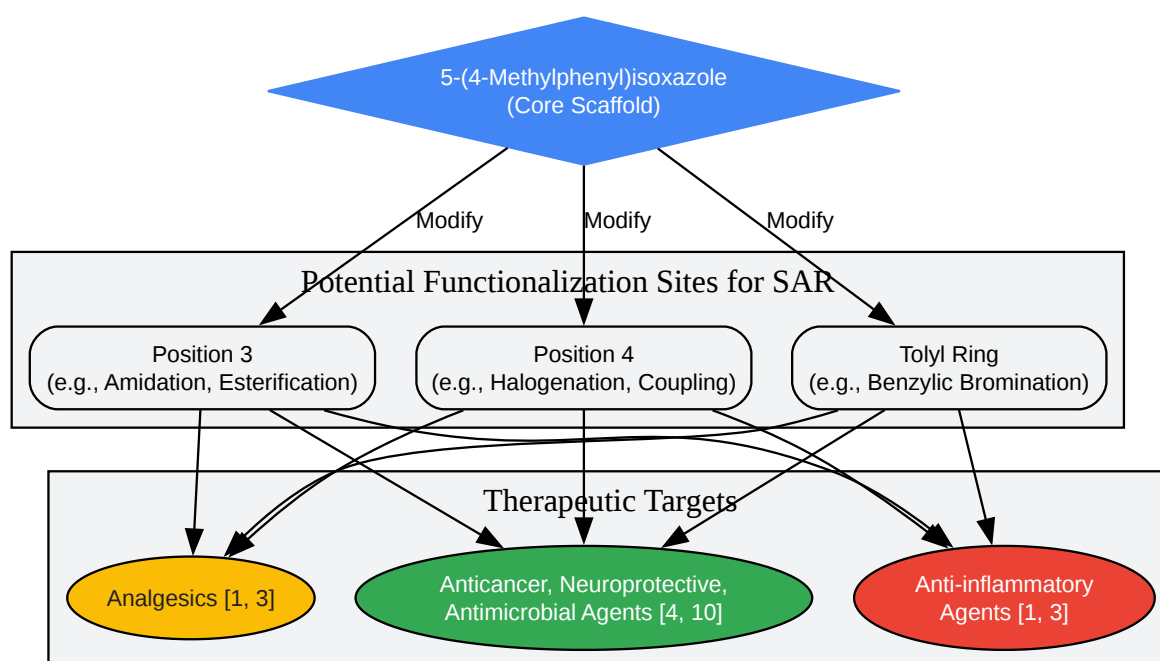 5-(4-Methylphenyl)isoxazole
(Core Scaffold)
Modify
Modify
Modify
Potential Functionalization Sites for SAR
Position 3
(e.g., Amidation, Esterification)
Position 4
(e.g., Halogenation, Coupling)
Tolyl Ring
(e.g., Benzylic Bromination)
Therapeutic Targets
Analgesics [1, 3]
Anticancer, Neuroprotective,
Antimicrobial Agents [4, 10]
Anti-inflammatory
Agents [1, 3]